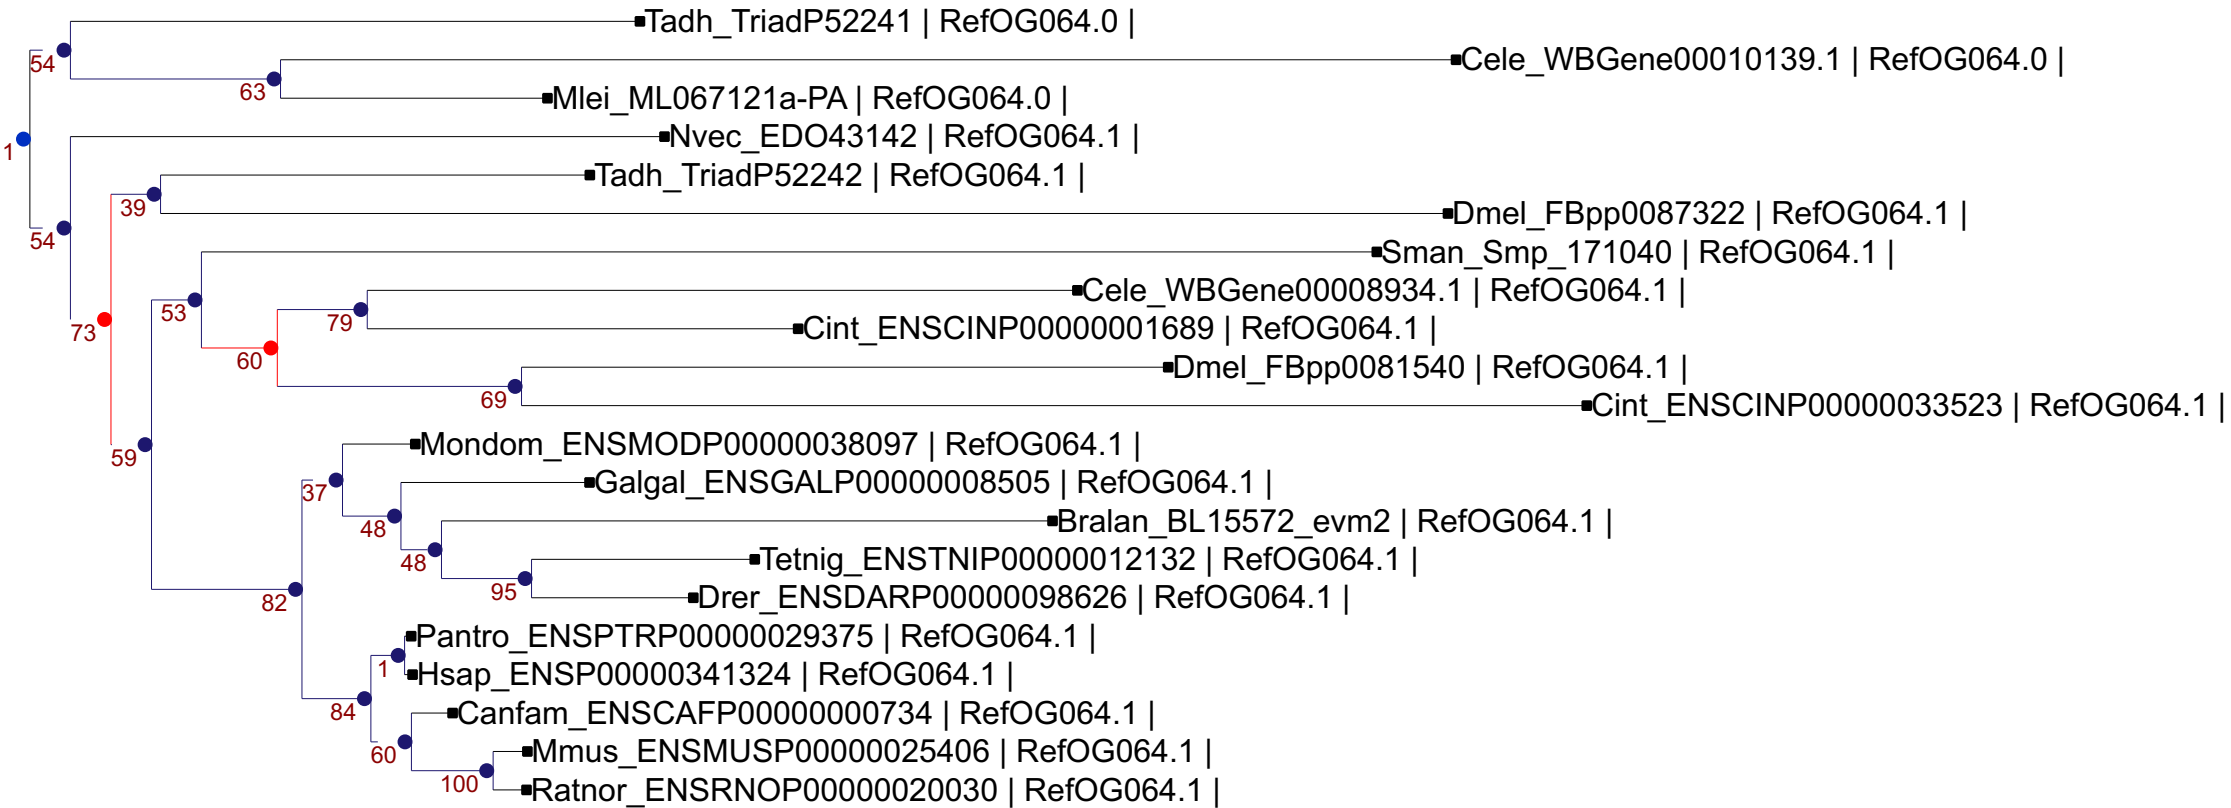 Tadh_TriadP52241 | RefOG064.0 |
54
Cele_WBGene00010139.1 | RefOG064.0 |
63
Mlei_ML067121a-PA | RefOG064.0 |
Nvec_EDO43142 | RefOG064.1 |
1
Tadh_TriadP52242 | RefOG064.1 |
39
Dmel_FBpp0087322 | RefOG064.1 |
54
Sman_Smp_171040 | RefOG064.1 |
Cele_WBGene00008934.1 | RefOG064.1 |
53
79
73
Cint_ENSCINP00000001689 | RefOG064.1 |
60
Dmel_FBpp0081540 | RefOG064.1 |
69
Cint_ENSCINP00000033523 | RefOG064.1 |
Mondom_ENSMODP00000038097 | RefOG064.1 |
59
Galgal_ENSGALP00000008505 | RefOG064.1 |
37
Bralan_BL15572_evm2 | RefOG064.1 |
48
Tetnig_ENSTNIP00000012132 | RefOG064.1 |
48
95
Drer_ENSDARP00000098626 | RefOG064.1 |
82
Pantro_ENSPTRP00000029375 | RefOG064.1 |
1
Hsap_ENSP00000341324 | RefOG064.1 |
84
Canfam_ENSCAFP00000000734 | RefOG064.1 |
60
Mmus_ENSMUSP00000025406 | RefOG064.1 |
100
Ratnor_ENSRNOP00000020030 | RefOG064.1 |